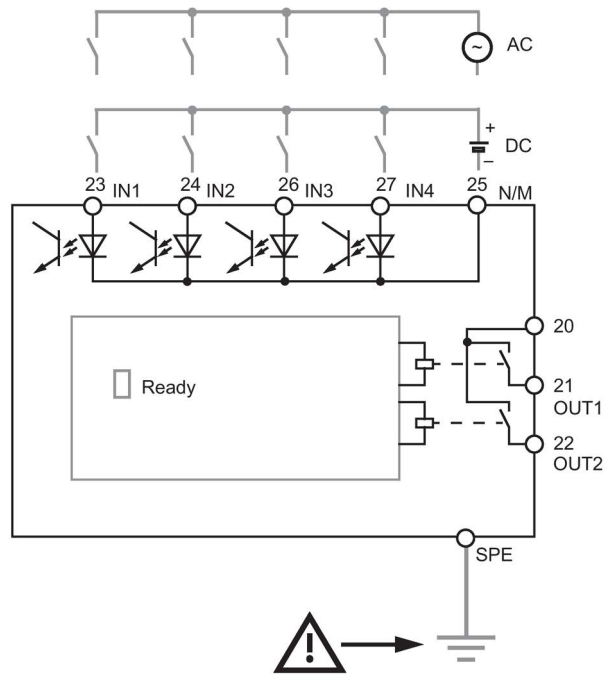 ~ AC
+
DC
–
23 IN1 24 IN2 26 IN3 27 IN4 25 N/M
20
Ready
21
OUT1
22
OUT2
SPE
!